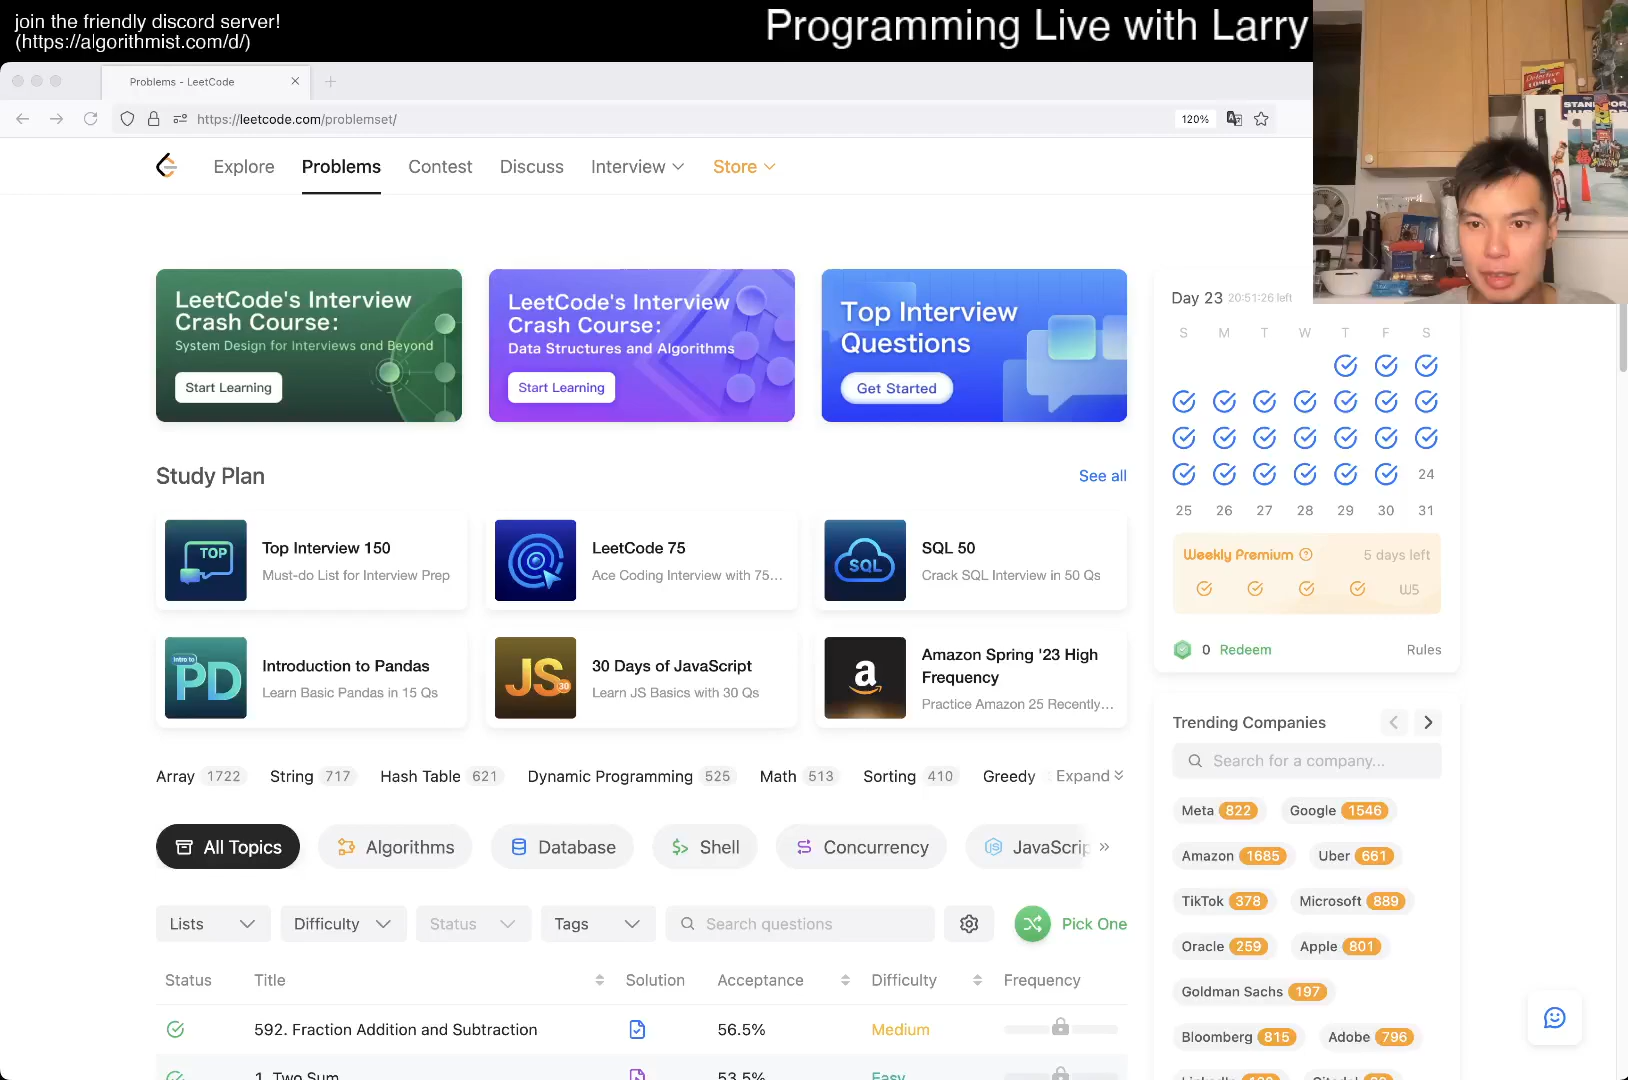 join the friendly discord server!
(https://algorithmist.com/d/)
Programming Live with Larry
Problems - LeetCode
https://leetcode.com/problemset/
120%
Explore
Problems
Contest
Discuss
Interview
Store
LeetCode's Interview
Crash Course:
System Design for Interviews and Beyond
Start Learning
LeetCode's Interview
Crash Course:
Data Structures and Algorithms
Start Learning
Top Interview
Questions
Get Started
Day 23 20:51:26 left
S M T W T F S
24
25 26 27 28 29 30 31
Weekly Premium
5 days left
W5
0 Redeem
Rules
Study Plan
See all
TOP
Top Interview 150
Must-do List for Interview Prep
LeetCode 75
Ace Coding Interview with 75...
SQL
SQL 50
Crack SQL Interview in 50 Qs
Intro to
PD
Introduction to Pandas
Learn Basic Pandas in 15 Qs
JS
30
30 Days of JavaScript
Learn JS Basics with 30 Qs
a
Amazon Spring '23 High
Frequency
Practice Amazon 25 Recently...
Trending Companies
Search for a company...
Meta 822
Google 1546
Amazon 1685
Uber 661
TikTok 378
Microsoft 889
Oracle 259
Apple 801
Goldman Sachs 197
Bloomberg 815
Adobe 796
Array 1722
String 717
Hash Table 621
Dynamic Programming 525
Math 513
Sorting 410
Greedy
Expand
All Topics
Algorithms
Database
Shell
Concurrency
JavaScrip
Lists
Difficulty
Status
Tags
Search questions
Pick One
Status
Title
Solution
Acceptance
Difficulty
Frequency
592. Fraction Addition and Subtraction
56.5%
Medium
1. Two Sum
53.5%
Easy